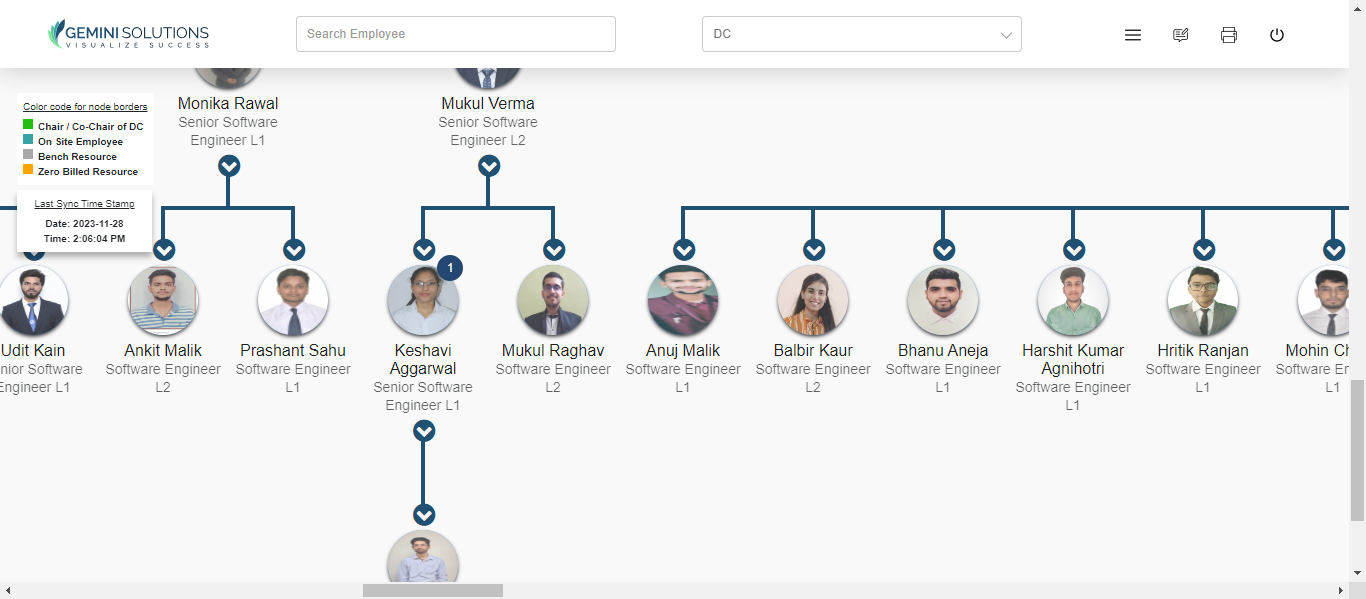 GEMINI SOLUTIONS
VISUALIZE SUCCESS
Search Employee
DC
Color code for node borders
Chair / Co-Chair of DC
On Site Employee
Bench Resource
Zero Billed Resource
Last Sync Time Stamp
Date: 2023-11-28
Time: 2:06:04 PM
Monika Rawal
Senior Software
Engineer L1
Mukul Verma
Senior Software
Engineer L2
Udit Kain
nior Software
Engineer L1
Ankit Malik
Software Engineer
L2
Prashant Sahu
Software Engineer
L1
1
Keshavi
Aggarwal
Senior Software
Engineer L1
Mukul Raghav
Software Engineer
L2
Anuj Malik
Software Engineer
L1
Balbir Kaur
Software Engineer
L2
Bhanu Aneja
Software Engineer
L1
Harshit Kumar
Agnihotri
Software Engineer
L1
Hritik Ranjan
Software Engineer
L1
Mohin Ch
Software En
L1